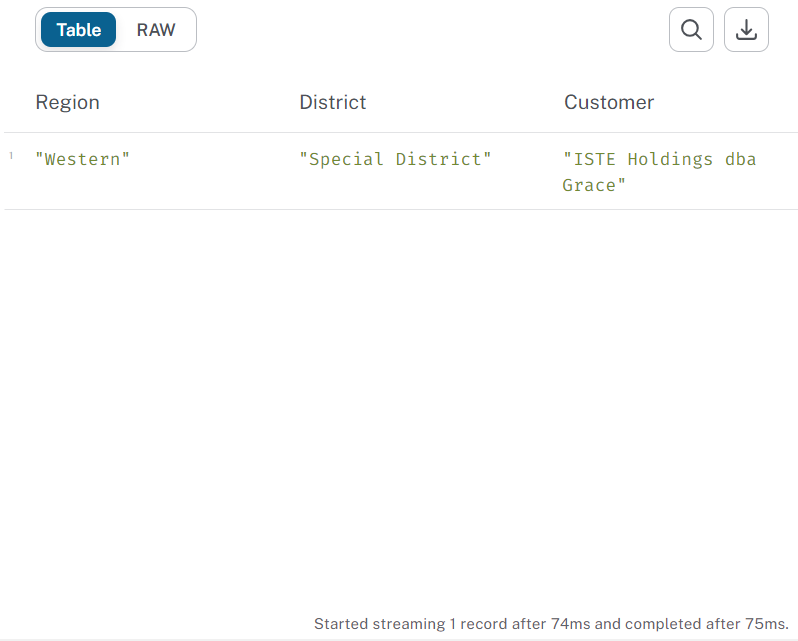 Table RAW
Region District Customer
1 "Western" "Special District" "ISTE Holdings dba
Grace"
Started streaming 1 record after 74ms and completed after 75ms.